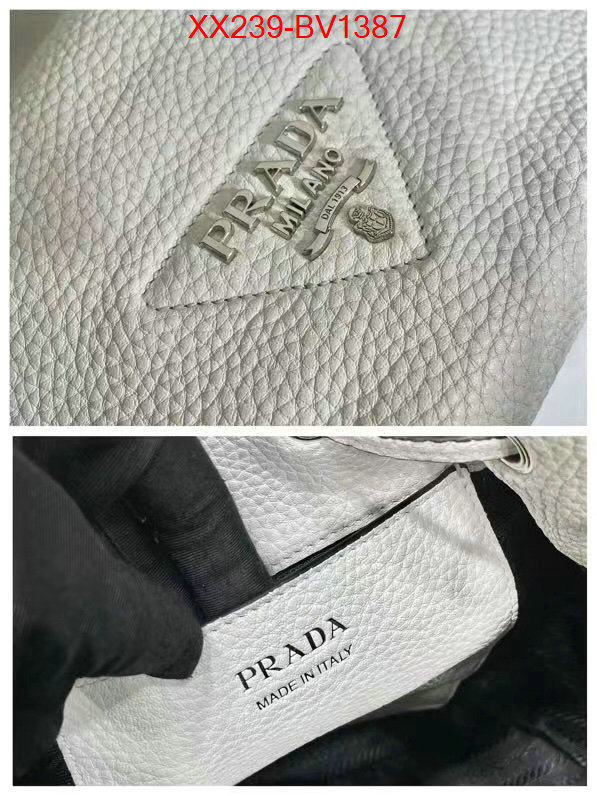 XX239-BV1387
PRADA
MILANO
DAL 1913
PRADA
MADE IN ITALY